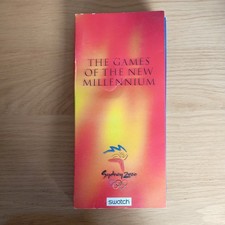 THE GAMES
OF THE NEW
MILLENNIUM
Sydney 2000
swatch